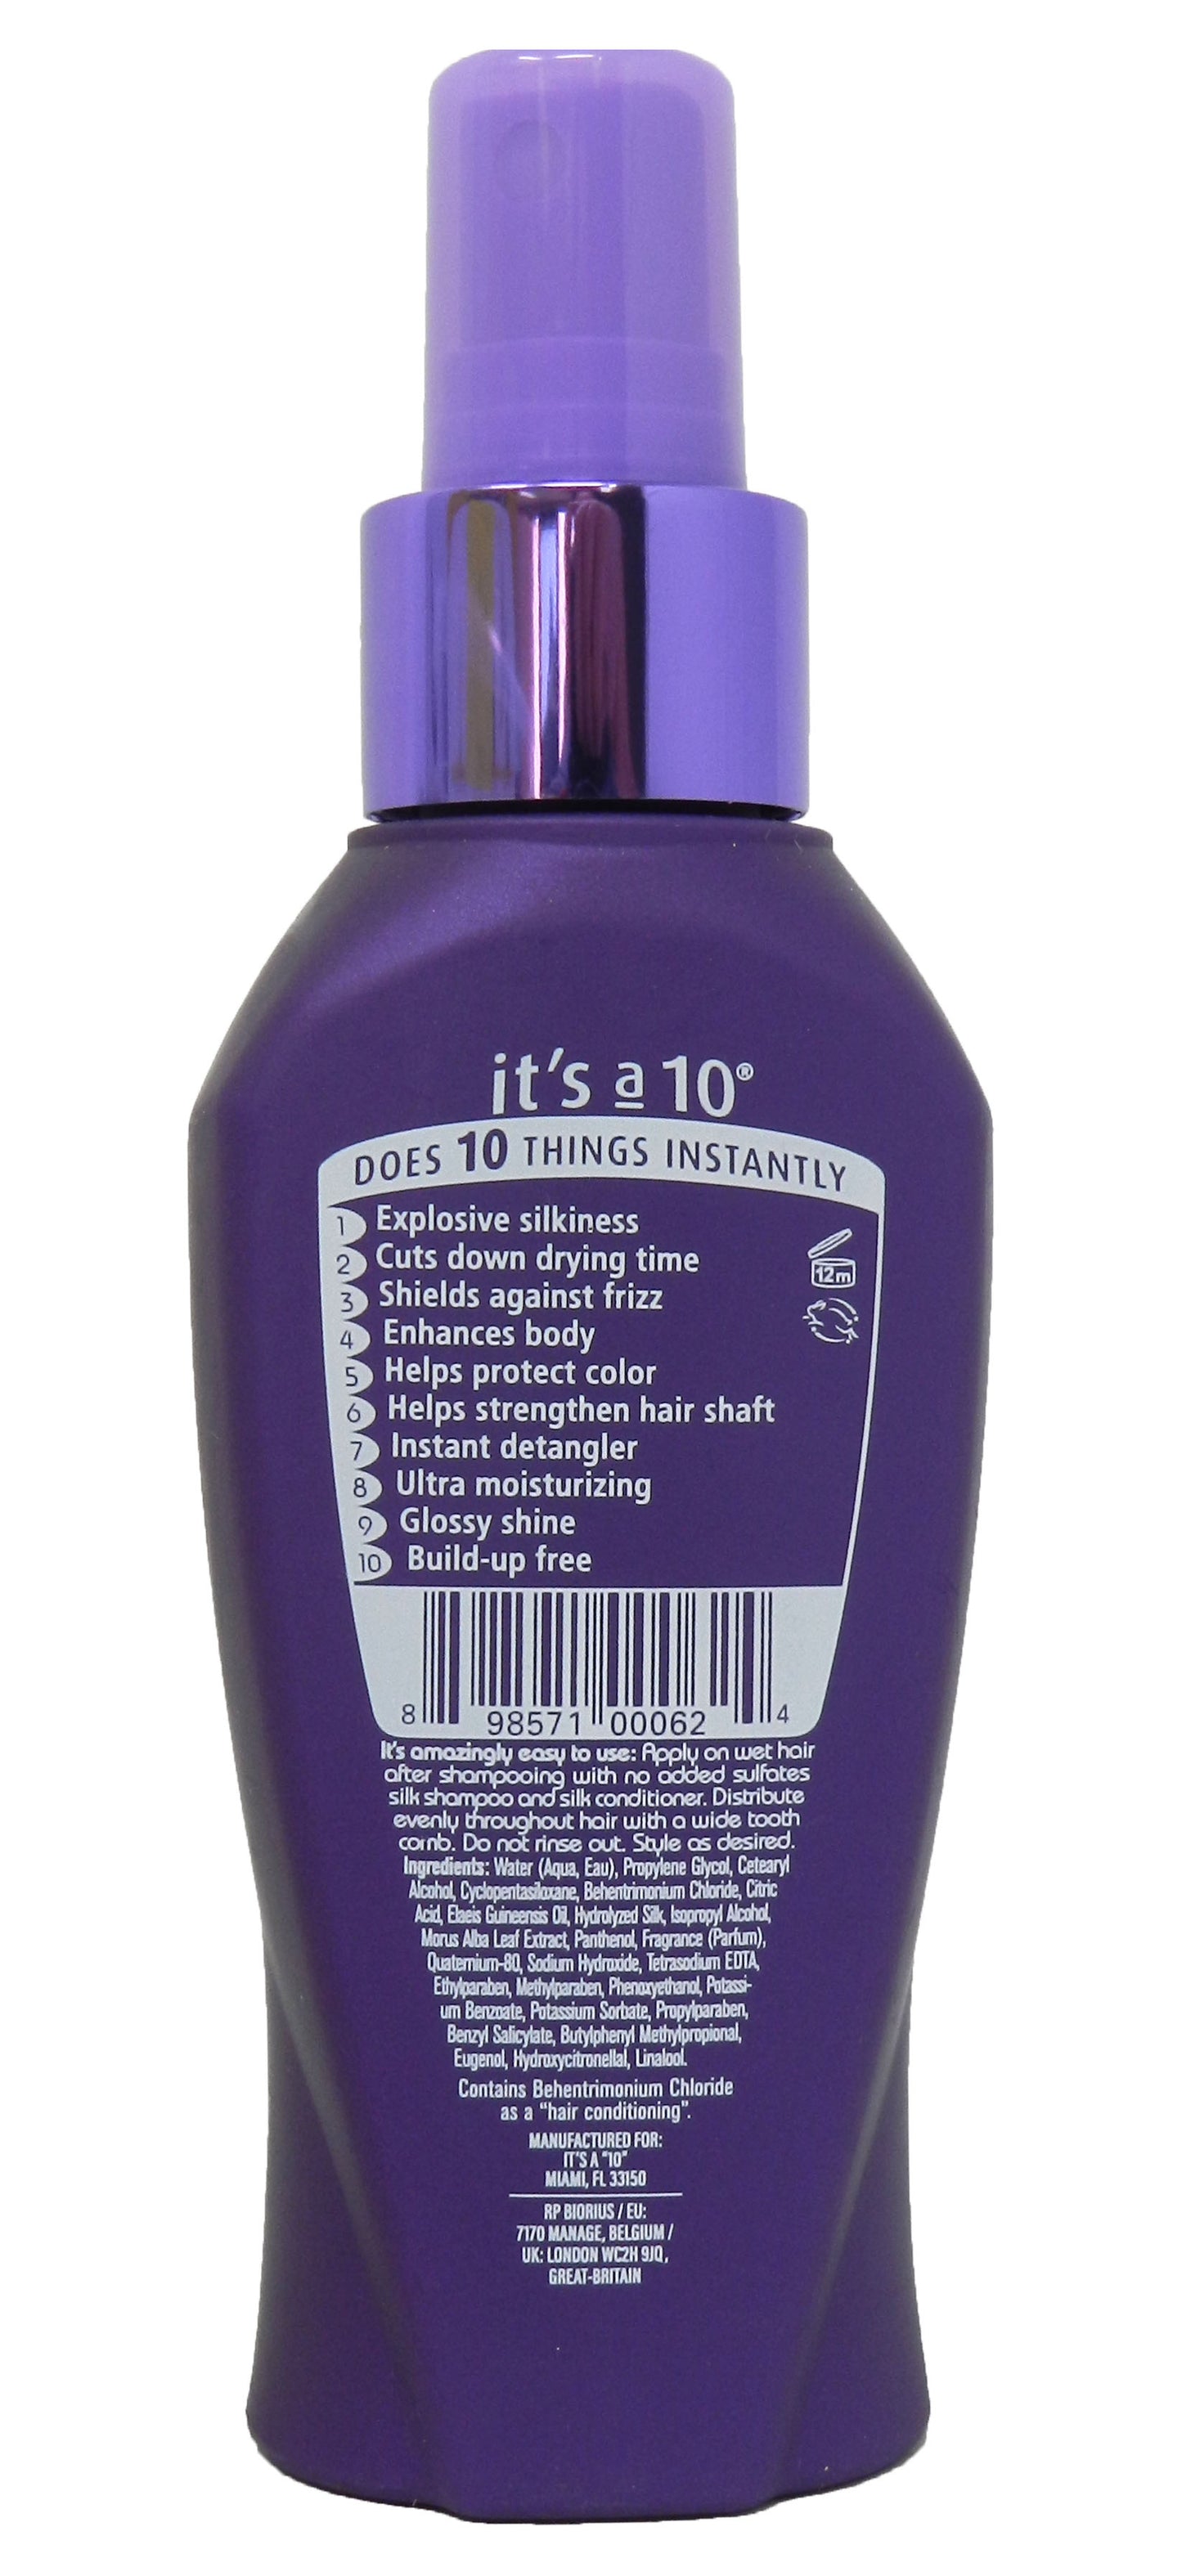 it's a 10®
DOES 10 THINGS INSTANTLY
1 Explosive silkiness
2 Cuts down drying time
12m
3 Shields against frizz
4 Enhances body
5 Helps protect color
6 Helps strengthen hair shaft
7 Instant detangler
8 Ultra moisturizing
9 Glossy shine
10 Build-up free
8 98571 00062 4
It's amazingly easy to use: Apply on wet hair
after shampooing with no added sulfates
silk shampoo and silk conditioner. Distribute
evenly throughout hair with a wide tooth
comb. Do not rinse out. Style as desired.
Ingredients: Water (Aqua, Eau), Propylene Glycol, Cetearyl
Alcohol, Cyclopentasiloxane, Behentrimonium Chloride, Citric
Acid, Elaeis Guineensis Oil, Hydrolyzed Silk, Isopropyl Alcohol,
Morus Alba Leaf Extract, Panthenol, Fragrance (Parfum),
Quaternium-80, Sodium Hydroxide, Tetrasodium EDTA,
Ethylparaben, Methylparaben, Phenoxyethanol, Potassi-
um Benzoate, Potassium Sorbate, Propylparaben,
Benzyl Salicylate, Butylphenyl Methylpropional,
Eugenol, Hydroxycitronellal, Linalool.
Contains Behentrimonium Chloride
as a "hair conditioning".
MANUFACTURED FOR:
IT'S A "10"
MIAMI, FL 33150
RP BIORIUS / EU:
7170 MANAGE, BELGIUM /
UK: LONDON WC2H 9JQ,
GREAT-BRITAIN